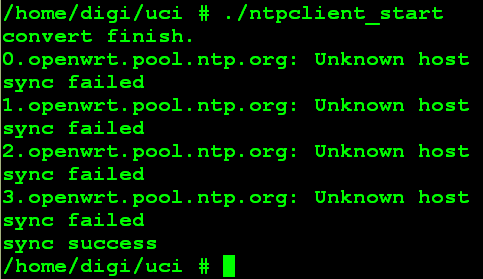 /home/digi/uci # ./ntpclient_start
convert finish.
0.openwrt.pool.ntp.org: Unknown host
sync failed
1.openwrt.pool.ntp.org: Unknown host
sync failed
2.openwrt.pool.ntp.org: Unknown host
sync failed
3.openwrt.pool.ntp.org: Unknown host
sync failed
sync success
/home/digi/uci #